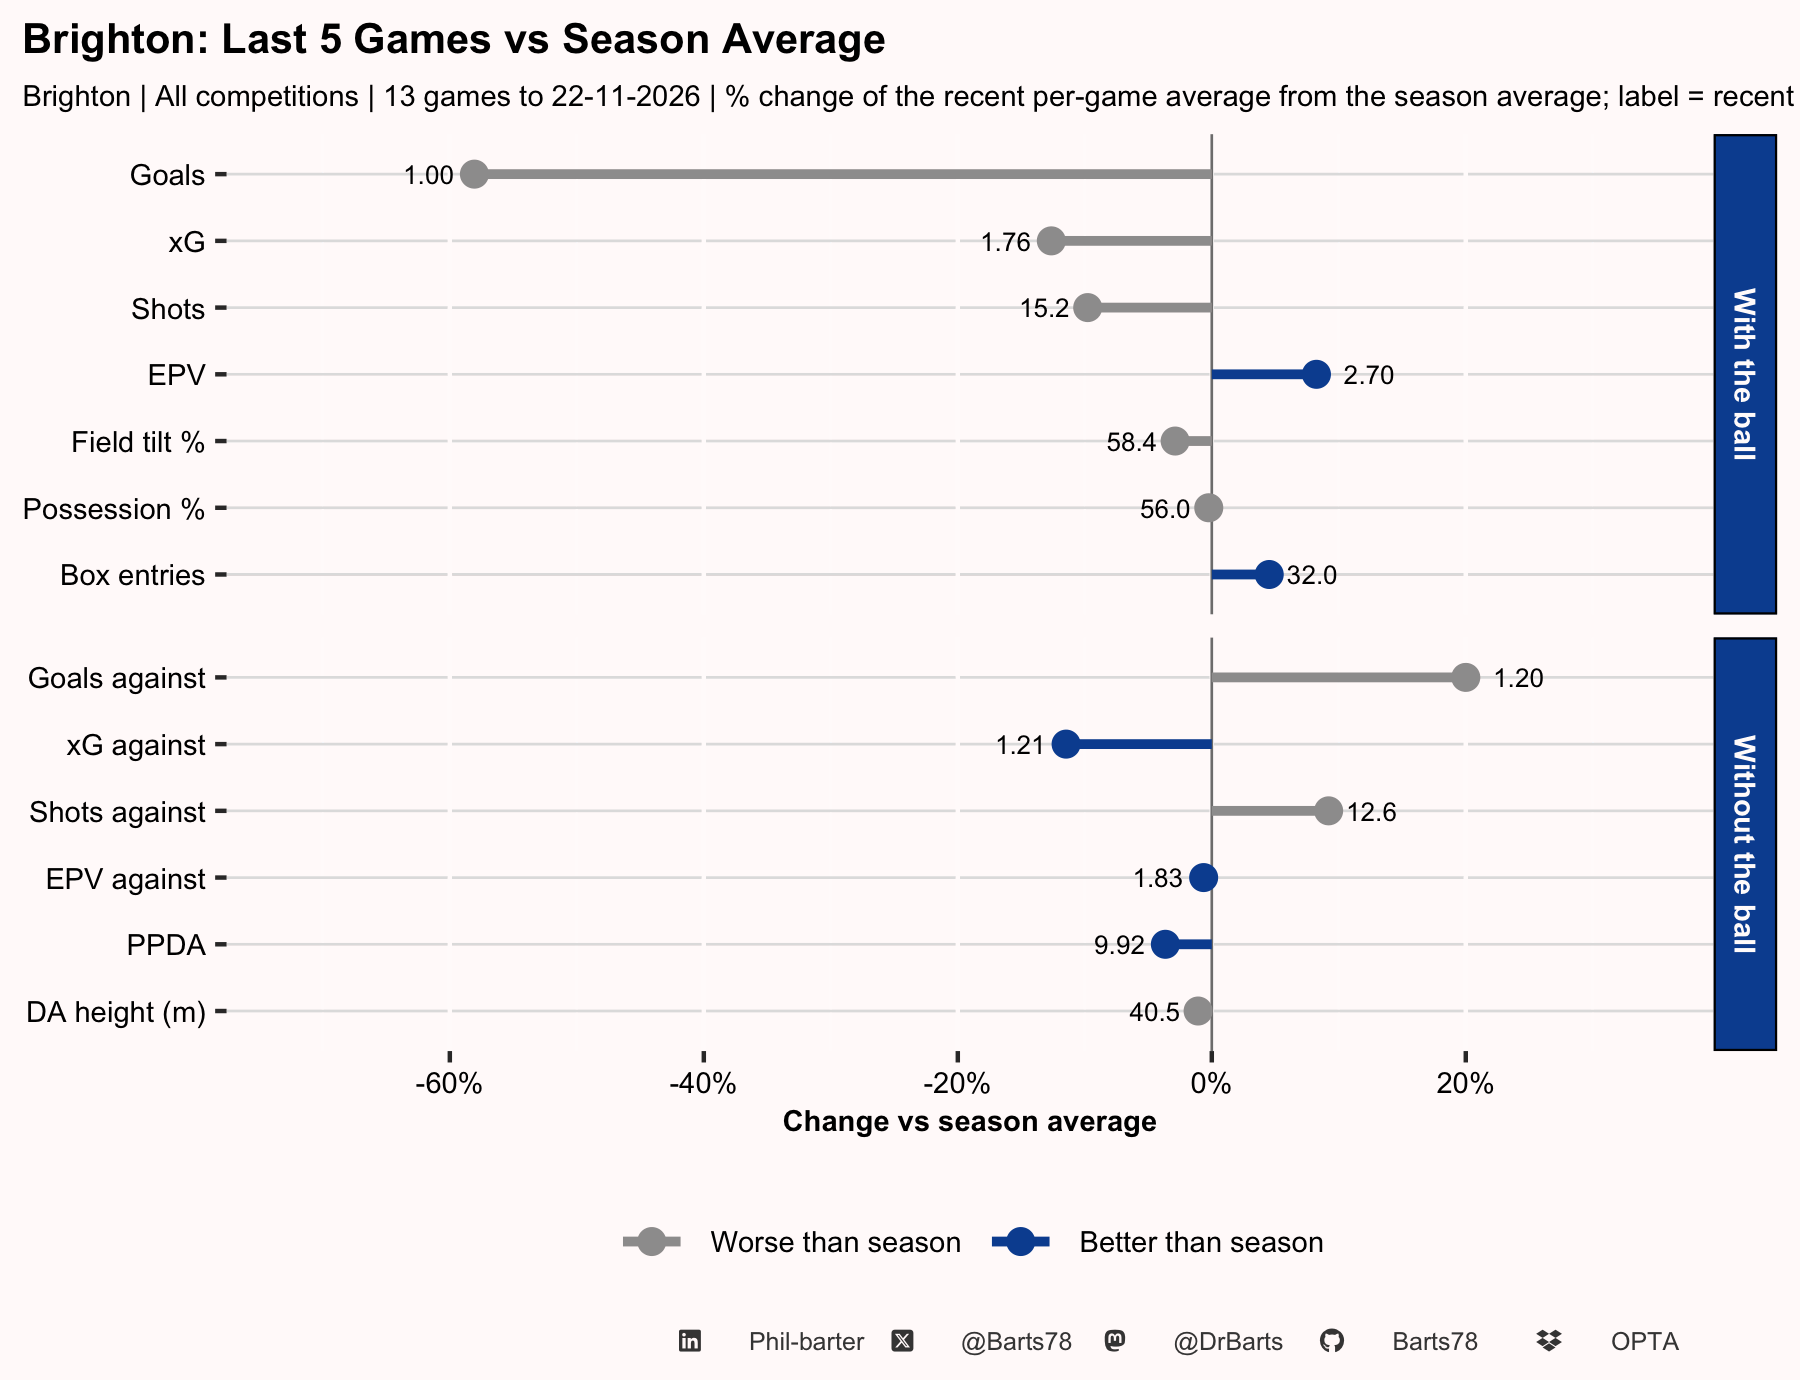 Brighton: Last 5 Games vs Season Average
Brighton | All competitions | 13 games to 22-11-2026 | % change of the recent per-game average from the season average; label = recent
Goals
1.00
xG
1.76
Shots
15.2
EPV
2.70
Field tilt %
58.4
Possession %
56.0
Box entries
32.0
With the ball
Goals against
1.20
xG against
1.21
Shots against
12.6
EPV against
1.83
PPDA
9.92
DA height (m)
40.5
Without the ball
-60% -40% -20% 0% 20%
Change vs season average
Worse than season Better than season
Phil-barter @Barts78 @DrBarts Barts78 OPTA